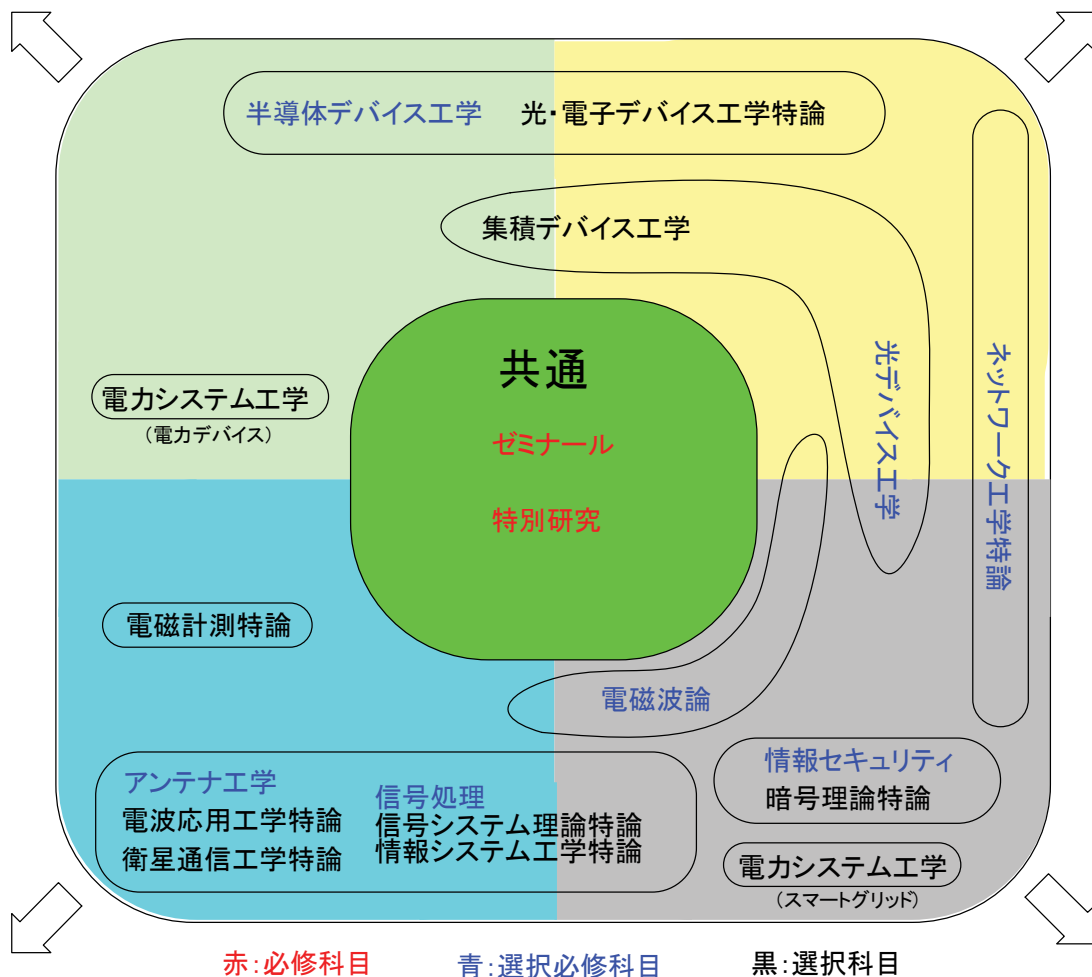 半導体デバイス工学 光・電子デバイス工学特論
集積デバイス工学
共通
ゼミナール
特別研究
電力システム工学
(電力デバイス)
光デバイス工学
ネットワーク工学特論
電磁計測特論
電磁波論
アンテナ工学
電波応用工学特論
衛星通信工学特論
信号処理
信号システム理論特論
情報システム工学特論
情報セキュリティ
暗号理論特論
電力システム工学
(スマートグリッド)
赤:必修科目 青:選択必修科目 黒:選択科目